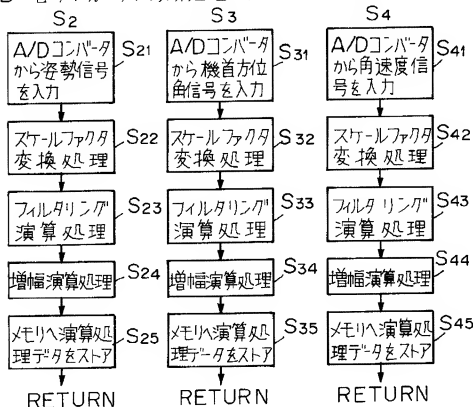 S2
A/Dコンバータ
から姿勢信号
を入力
S21
スケールファクタ
変換処理
S22
フィルタリング
演算処理
S23
増幅演算処理
S24
メモリへ演算処
理データをストア
S25
RETURN
S3
A/Dコンバータ
から機首方位
角信号を入力
S31
スケールファクタ
変換処理
S32
フィルタリング
演算処理
S33
増幅演算処理
S34
メモリへ演算処
理データをストア
S35
RETURN
S4
A/Dコンバータ
から角速度信
号を入力
S41
スケールファクタ
変換処理
S42
フィルタリング
演算処理
S43
増幅演算処理
S44
メモリへ演算処
理データをストア
S45
RETURN